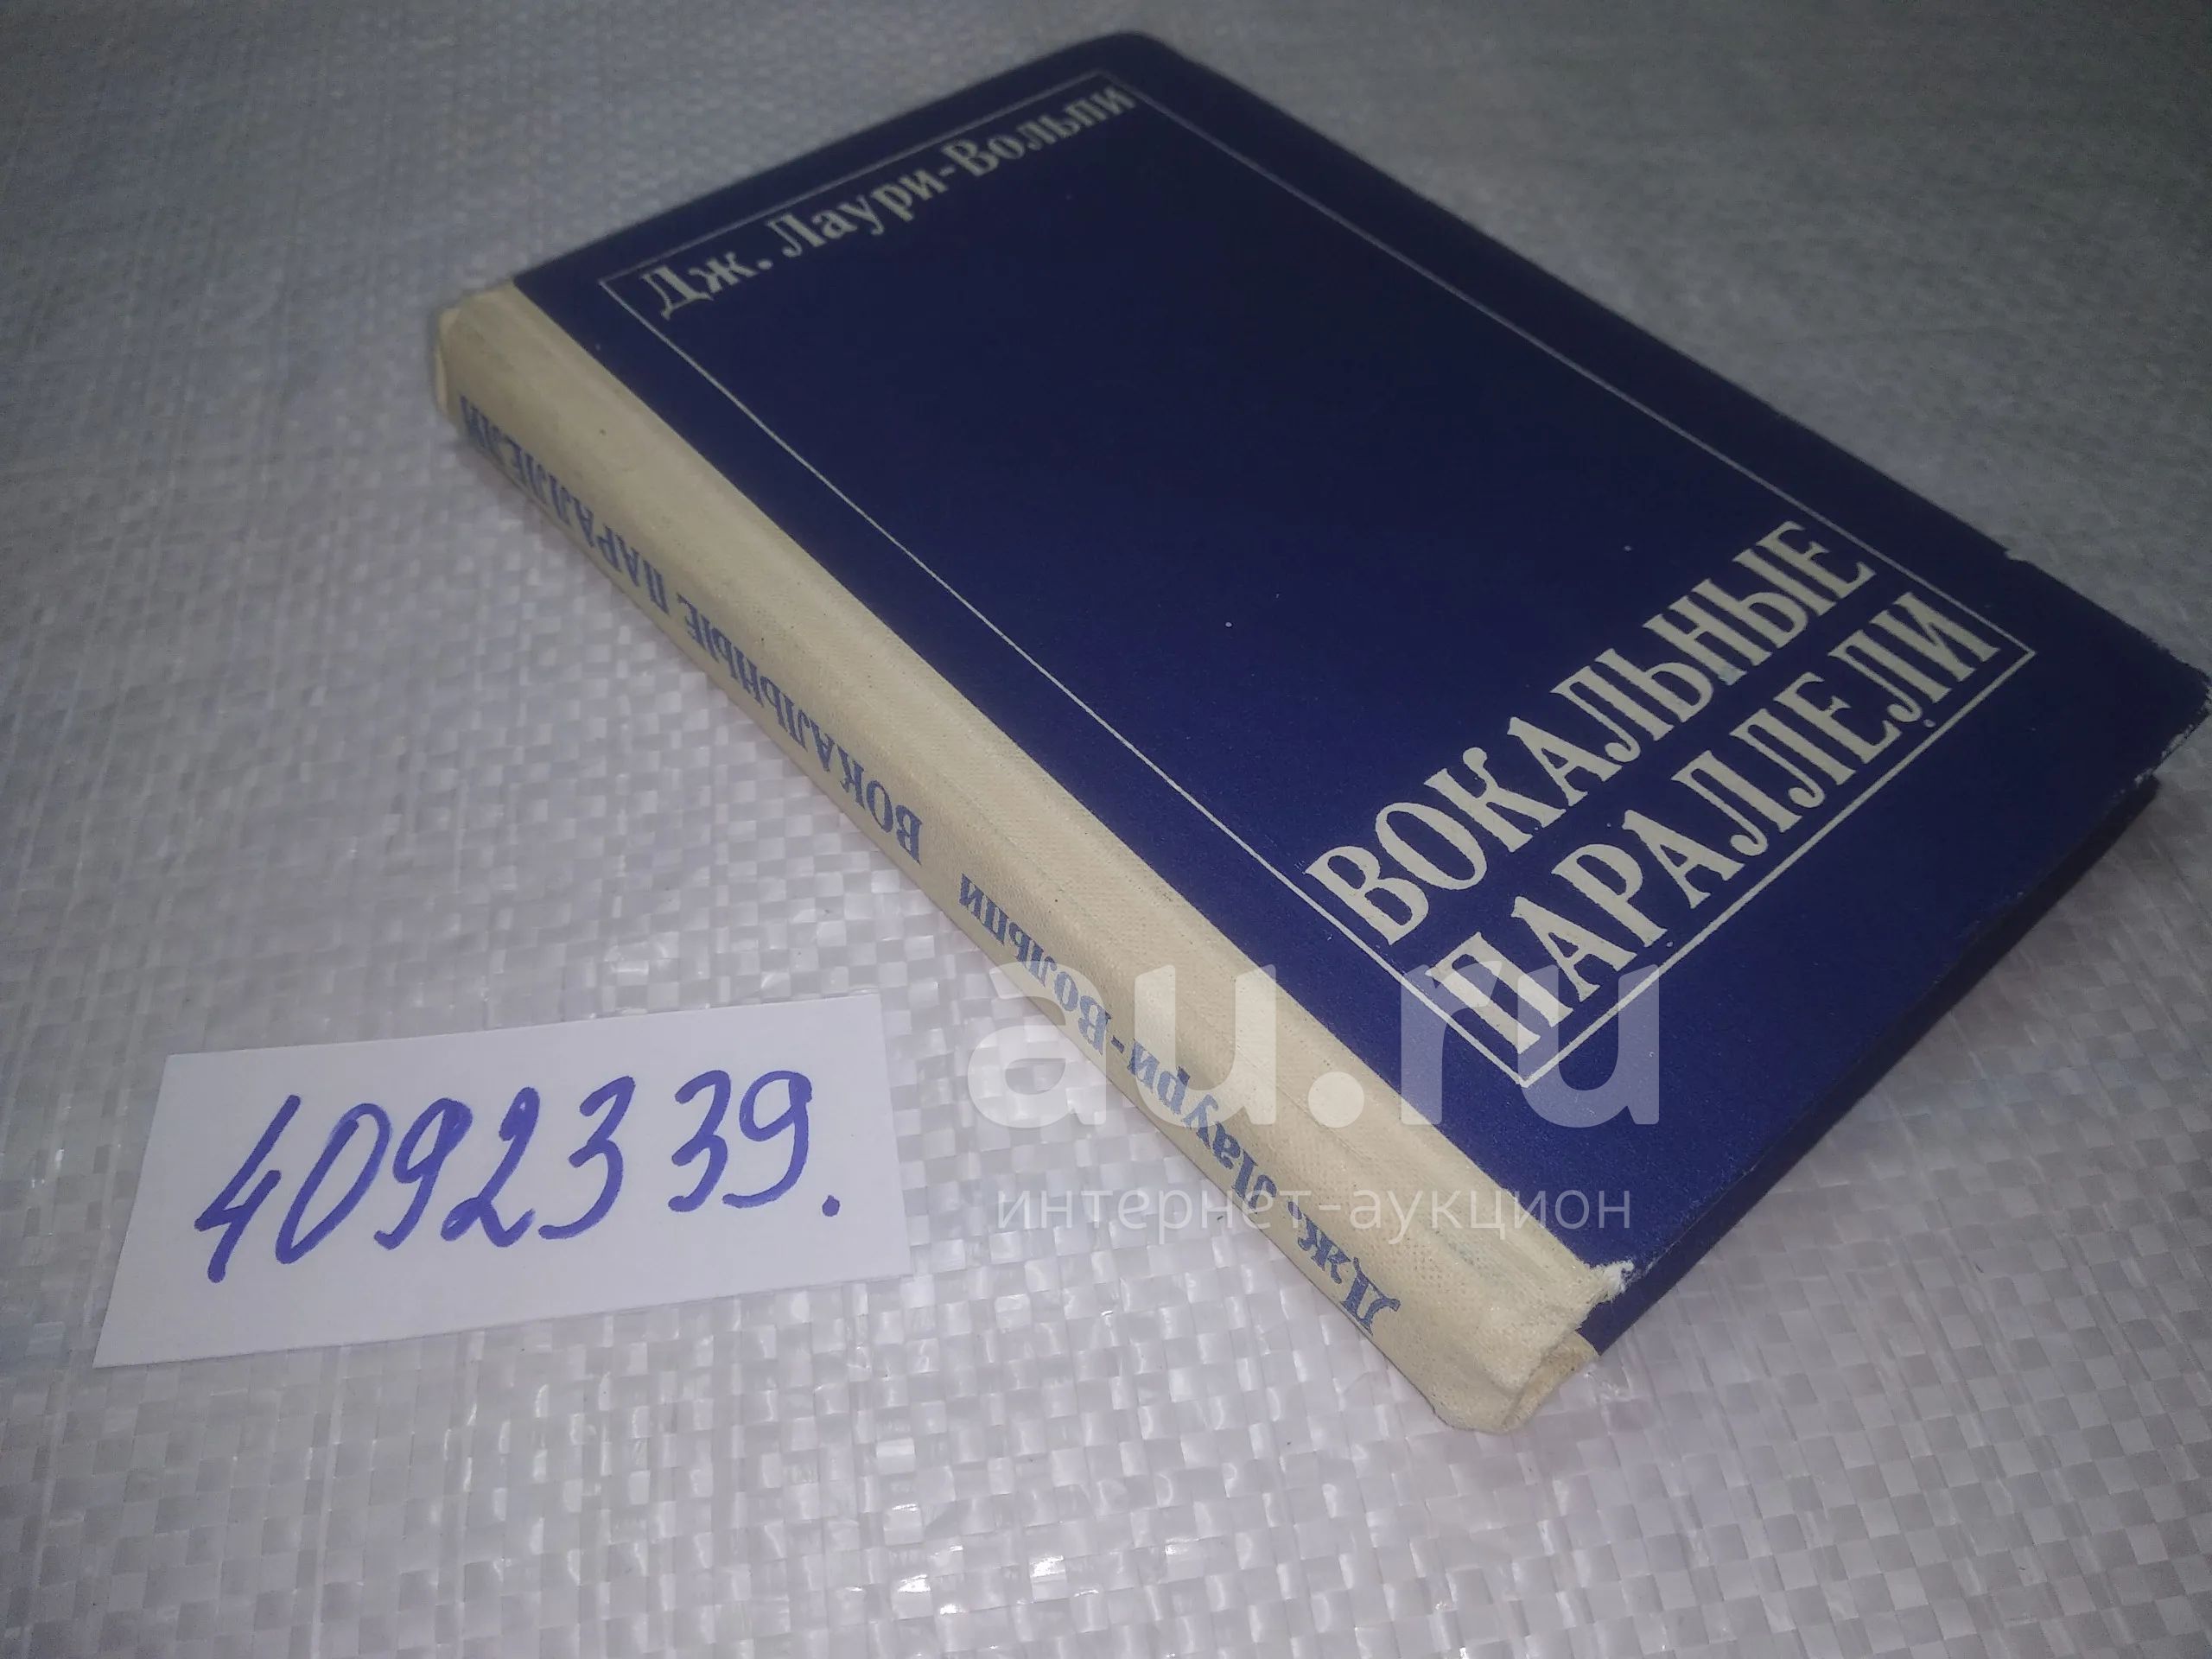 Дж. Лаури-Вольпи
ВОКАЛЬНЫЕ
ПАРАЛЛЕЛИ
Дж. Лаури-Вольпи ВОКАЛЬНЫЕ ПАРАЛЛЕЛИ
4092339.
au.ru
интернет-аукцион